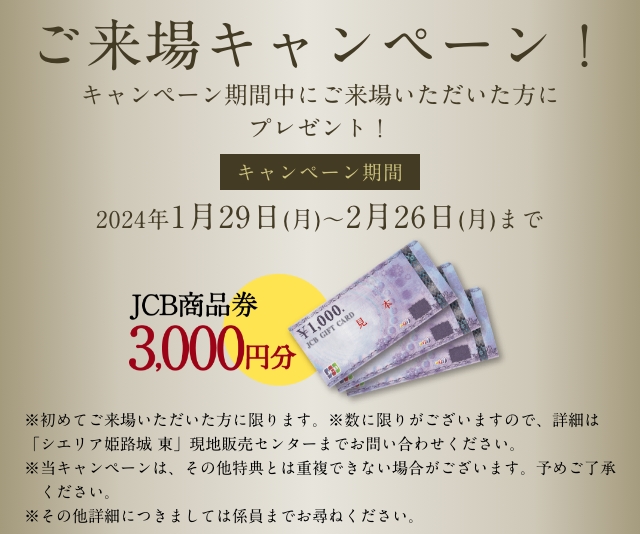 ご来場キャンペーン！
キャンペーン期間中にご来場いただいた方に
プレゼント！
キャンペーン期間
2024年1月29日(月)〜2月26日(月)まで
JCB商品券
3,000円分
¥1,000.
JCB GIFT CARD
見本
JCB
※初めてご来場いただいた方に限ります。※数に限りがございますので、詳細は
「シエリア姫路城 東」現地販売センターまでお問い合わせください。
※当キャンペーンは、その他特典とは重複できない場合がございます。予めご了承
ください。
※その他詳細につきましては係員までお尋ねください。